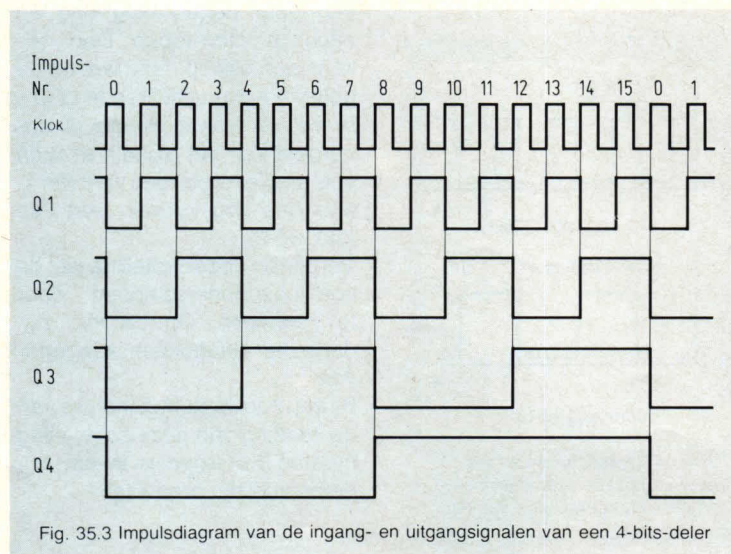 Impuls-
Nr. 0 1 2 3 4 5 6 7 8 9 10 11 12 13 14 15 0 1
Klok
Q1
Q2
Q3
Q4
Fig. 35.3 Impulsdiagram van de ingang- en uitgangsignalen van een 4-bits-deler